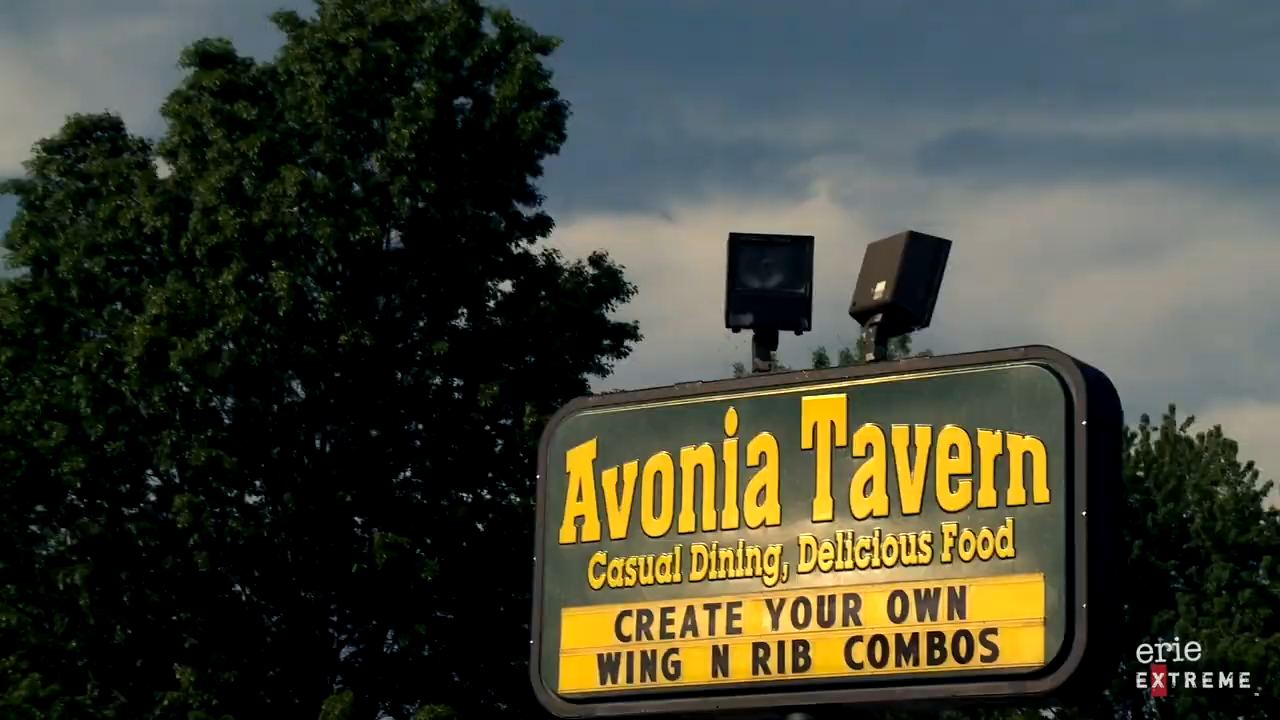 Avonia Tavern
Casual Dining, Delicious Food
CREATE YOUR OWN
WING N RIB COMBOS
erie
EXTREME